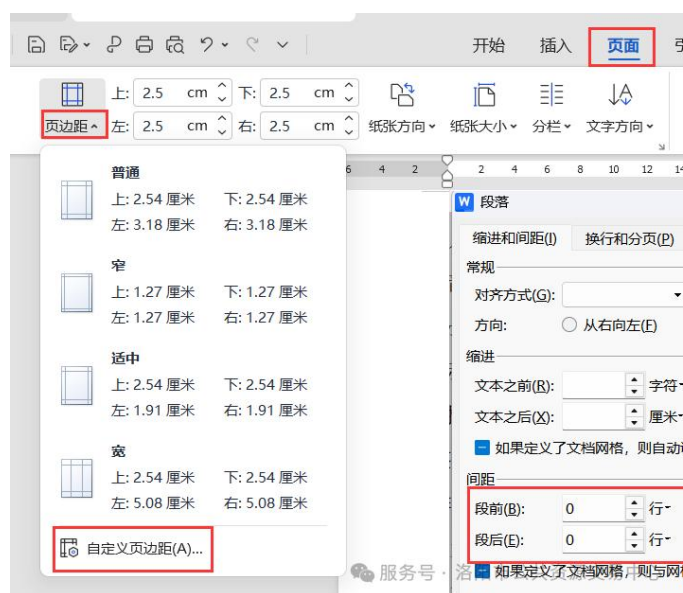 开始 插入 页面
上: 2.5 cm 下: 2.5 cm
页边距 左: 2.5 cm 右: 2.5 cm 纸张方向 纸张大小 分栏 文字方向
普通
上: 2.54 厘米 下: 2.54 厘米
左: 3.18 厘米 右: 3.18 厘米
窄
上: 1.27 厘米 下: 1.27 厘米
左: 1.27 厘米 右: 1.27 厘米
适中
上: 2.54 厘米 下: 2.54 厘米
左: 1.91 厘米 右: 1.91 厘米
宽
上: 2.54 厘米 下: 2.54 厘米
左: 5.08 厘米 右: 5.08 厘米
自定义页边距(A)...
6 4 2 2 4 6 8 10 12 14
W 段落
缩进和间距(I) 换行和分页(P)
常规
对齐方式(G):
方向: 从右向左(F)
缩进
文本之前(R): 字符
文本之后(X): 厘米
如果定义了文档网格，则自动
间距
段前(B): 0 行
段后(E): 0 行
如果定义了文档网格，则与网
服务号 · 洛